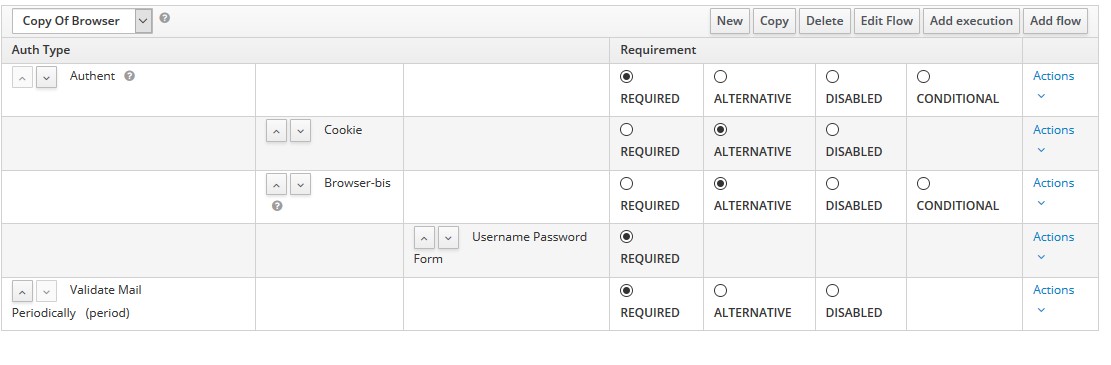 Copy Of Browser New Copy Delete Edit Flow Add execution Add flow
Auth Type Requirement
Authent REQUIRED ALTERNATIVE DISABLED CONDITIONAL Actions
Cookie REQUIRED ALTERNATIVE DISABLED Actions
Browser-bis REQUIRED ALTERNATIVE DISABLED CONDITIONAL Actions
Username Password Actions
Form REQUIRED
Validate Mail Actions
Periodically (period) REQUIRED ALTERNATIVE DISABLED